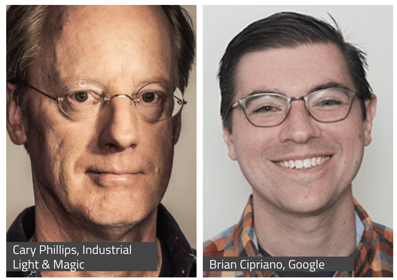 Cary Phillips, Industrial
Light & Magic
Brian Cipriano, Google